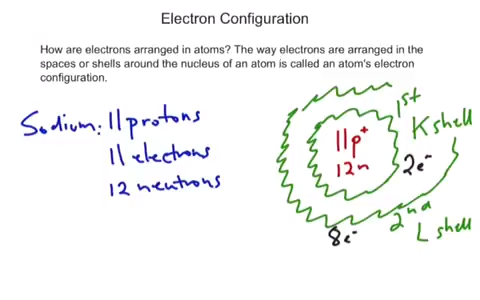 Electron Configuration
How are electrons arranged in atoms? The way electrons are arranged in the
spaces or shells around the nucleus of an atom is called an atom's electron
configuration.
Sodium: 11 protons
11 electrons
12 neutrons
11p+
12n
1st
K shell
2e-
2nd
L shell
8e-